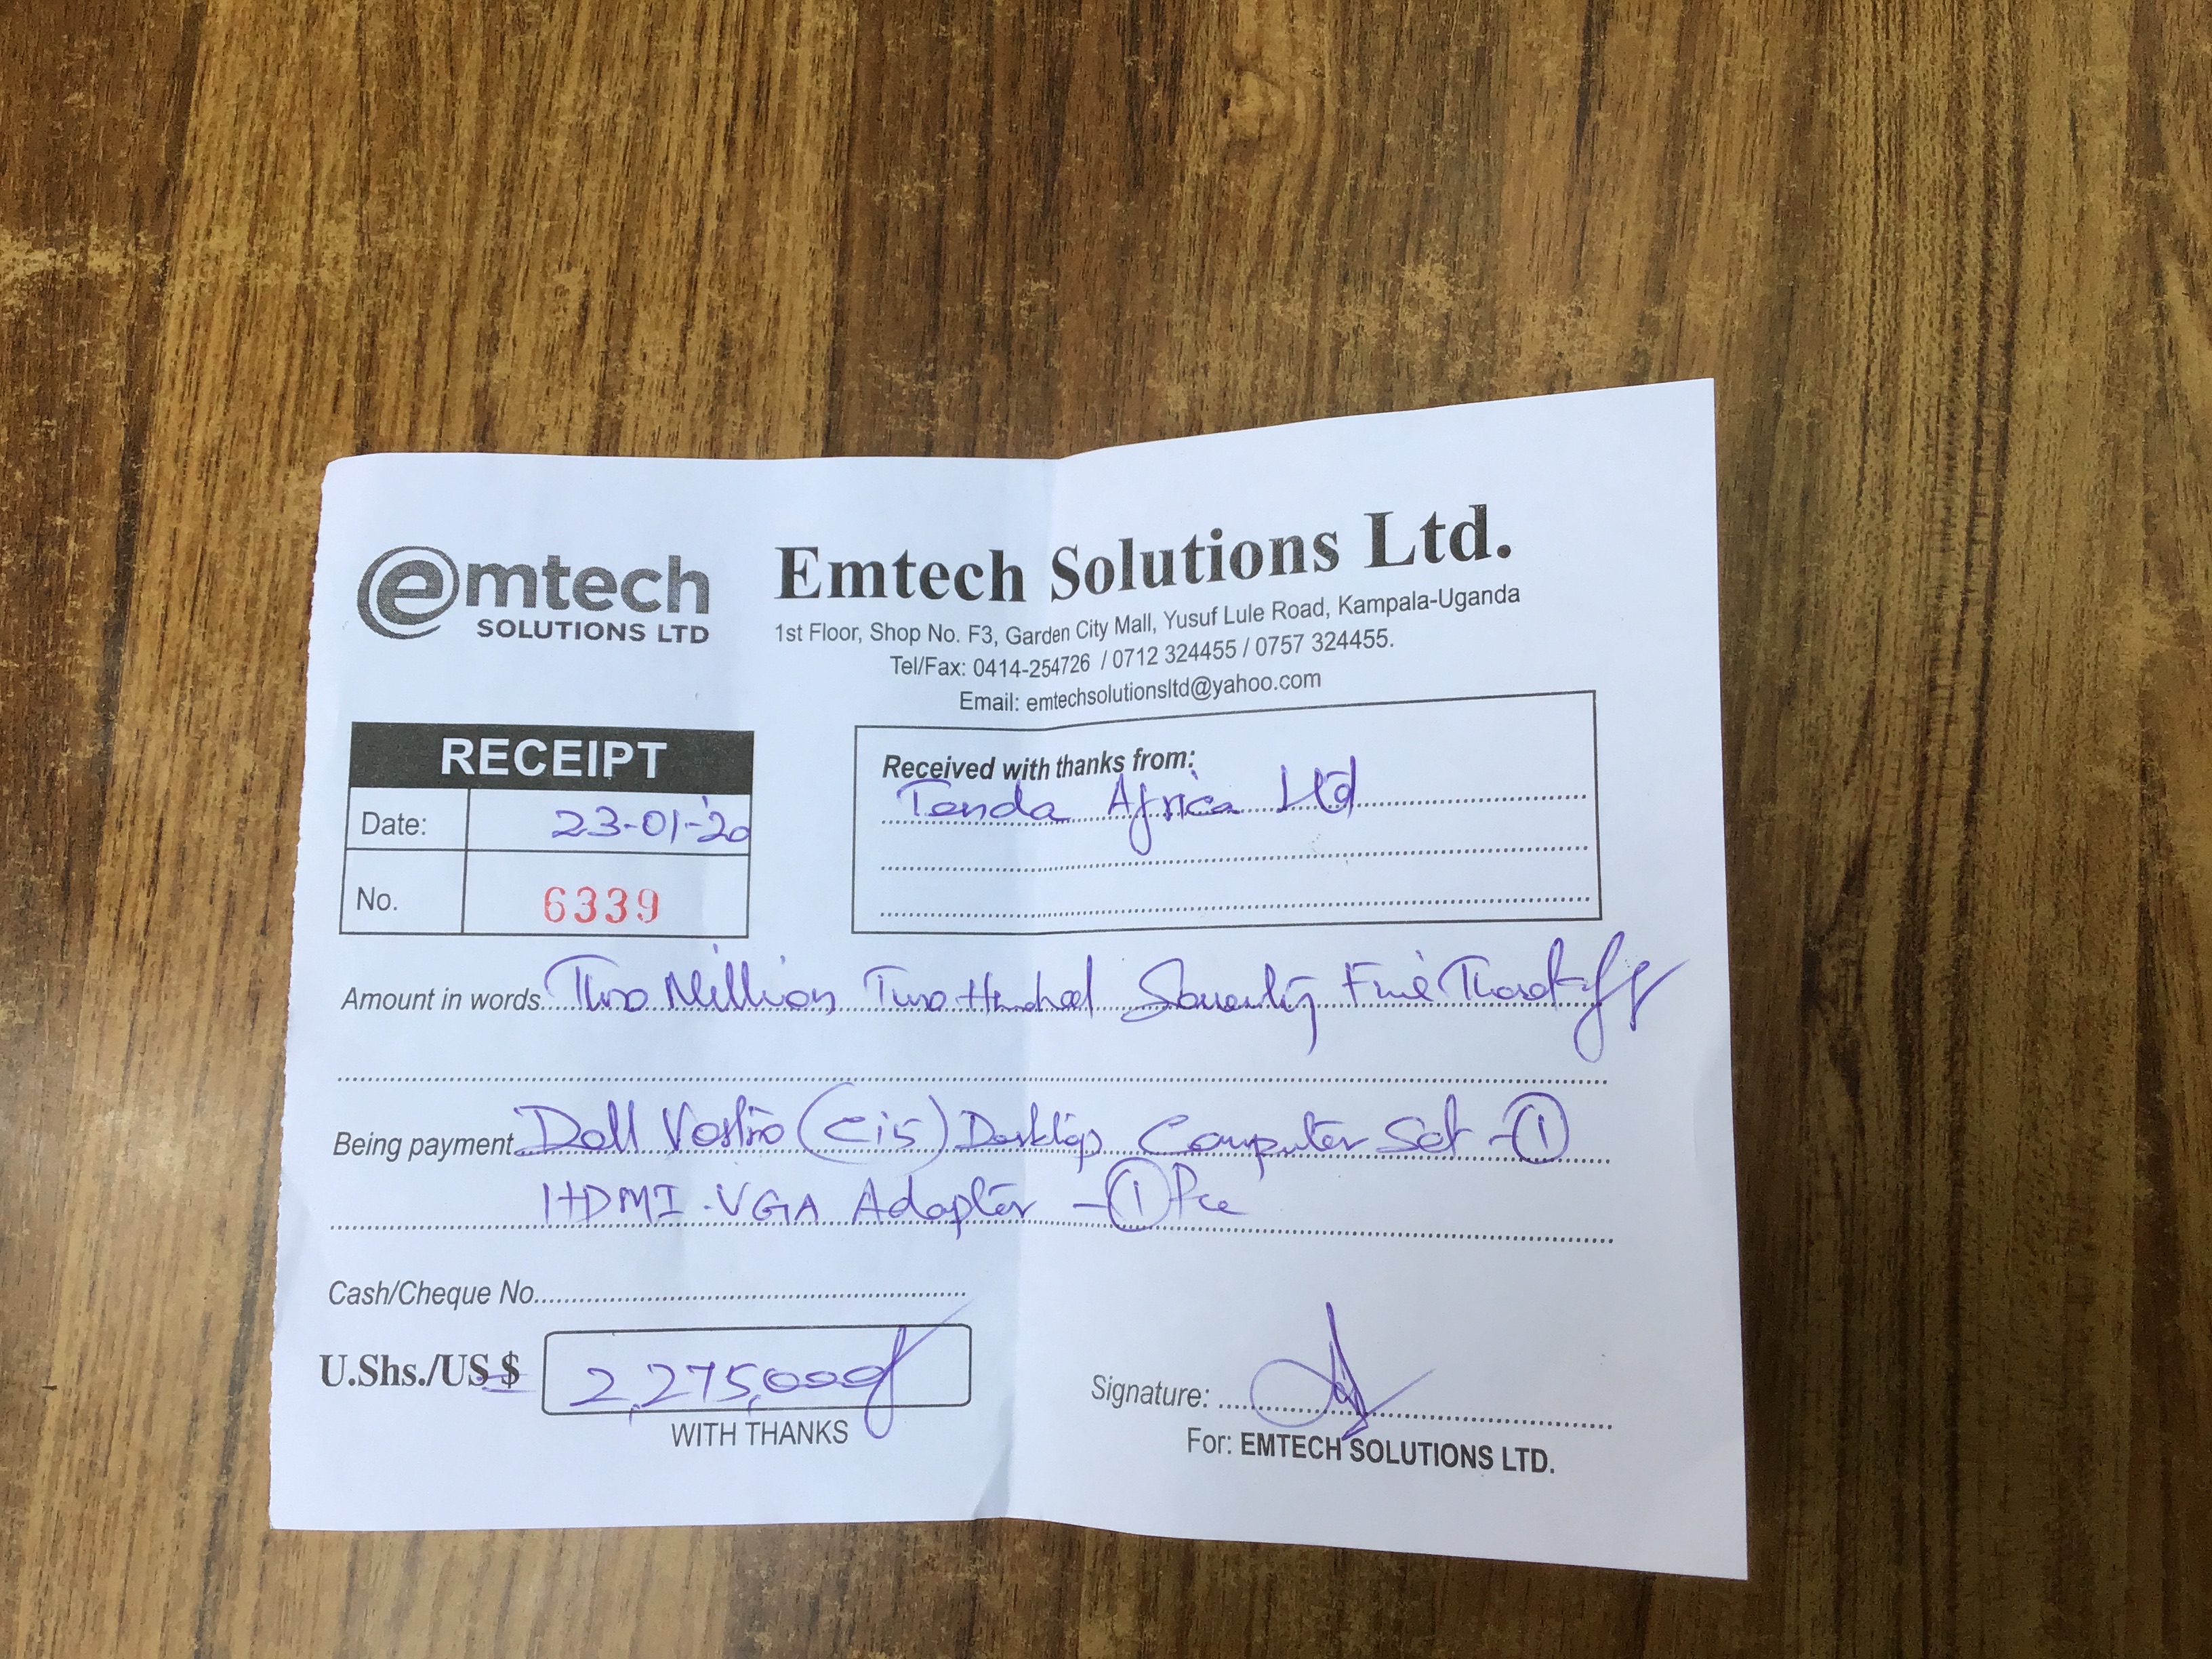 emtech
SOLUTIONS LTD
Emtech Solutions Ltd.
1st Floor, Shop No. F3, Garden City Mall, Yusuf Lule Road, Kampala-Uganda
Tel/Fax: 0414-254726 / 0712 324455 / 0757 324455.
Email: emtechsolutionsltd@yahoo.com
RECEIPT
Date: 23-01-20
No. 6339
Received with thanks from:
Tenda Africa Ltd
Amount in words Two Million Two Hundred Seventy Five
Being payment Dell Vostro (Ci5) Desktop Computer Set - 1
HDMI-VGA Adapter - 1 Pce
Cash/Cheque No.
U.Shs./US $ 2,275,000
WITH THANKS
Signature:
For: EMTECH SOLUTIONS LTD.